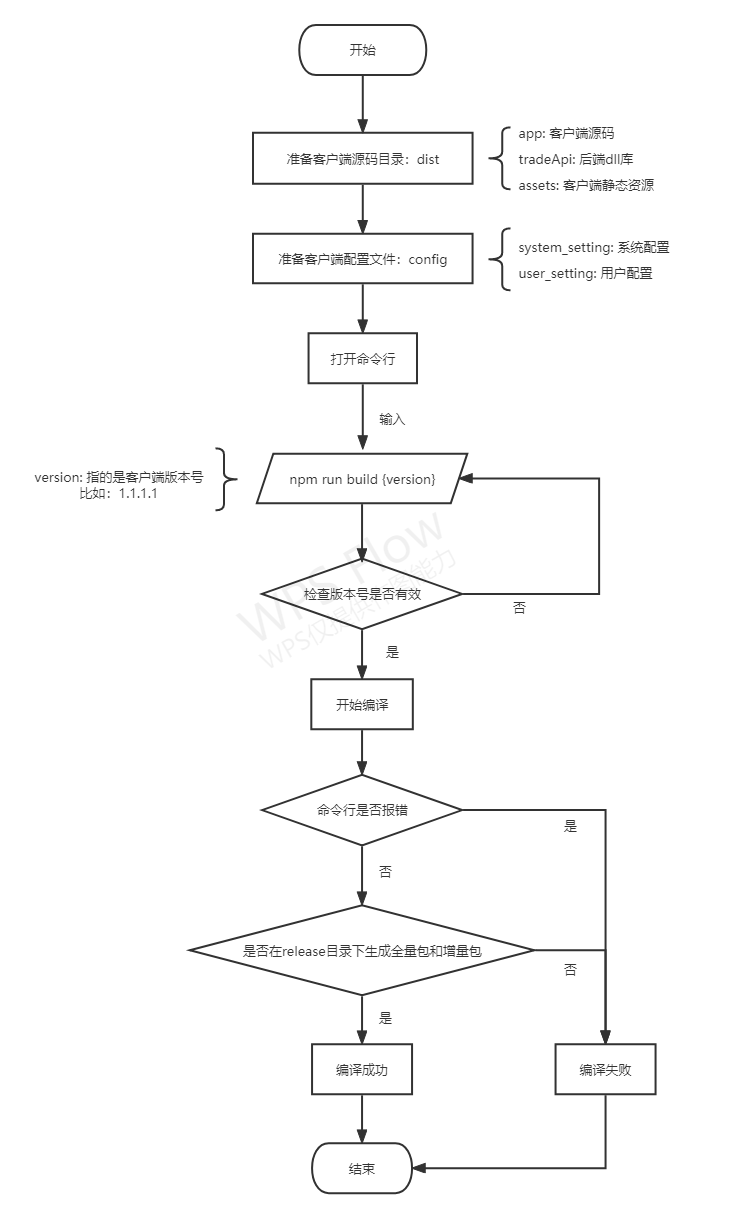 开始
准备客户端源码目录：dist
app: 客户端源码
tradeApi: 后端dll库
assets: 客户端静态资源
准备客户端配置文件：config
system_setting: 系统配置
user_setting: 用户配置
打开命令行
输入
version: 指的是客户端版本号
比如：1.1.1.1
npm run build {version}
WPS Flow
检查版本号是否有效
否
是
开始编译
命令行是否报错
是
否
是否在release目录下生成全量包和增量包
否
是
编译成功
编译失败
结束